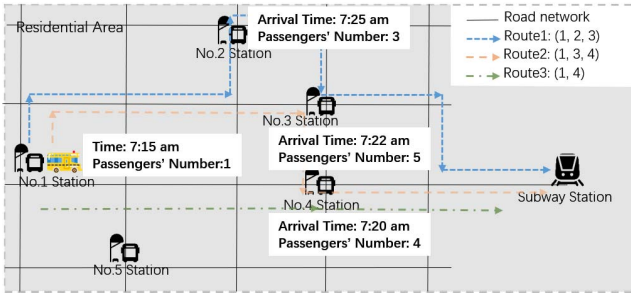 Residential Area
Arrival Time: 7:25 am
Passengers’ Number: 3
No.2 Station
Road network
Route1: (1, 2, 3)
Route2: (1, 3, 4)
Route3: (1, 4)
No.3 Station
Time: 7:15 am
Passengers’ Number:1
Arrival Time: 7:22 am
Passengers’ Number: 5
No.1 Station
Subway Station
No.4 Station
Arrival Time: 7:20 am
Passengers’ Number: 4
No.5 Station